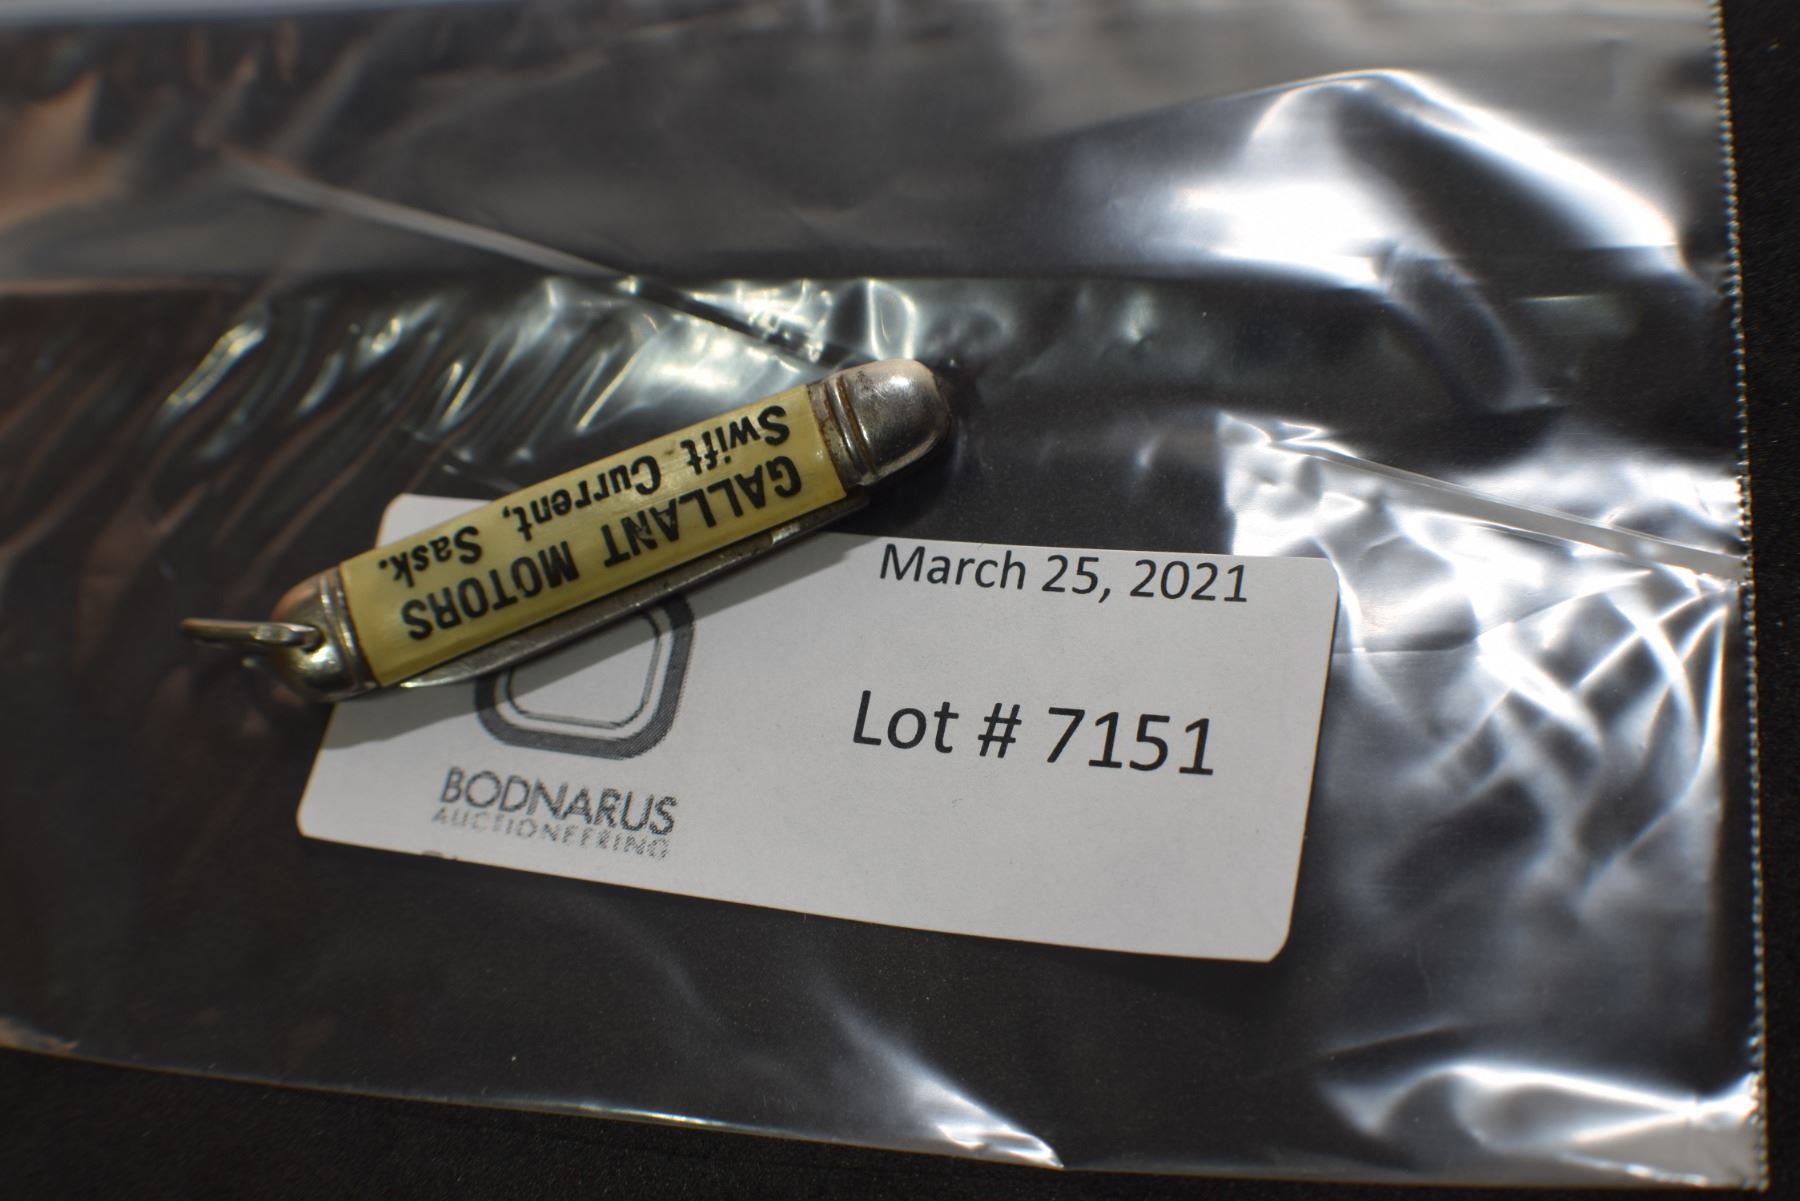 GALLANT MOTORS
Swift Current, Sask.
March 25, 2021
Lot # 7151
BODNARUS
AUCTIONEERING